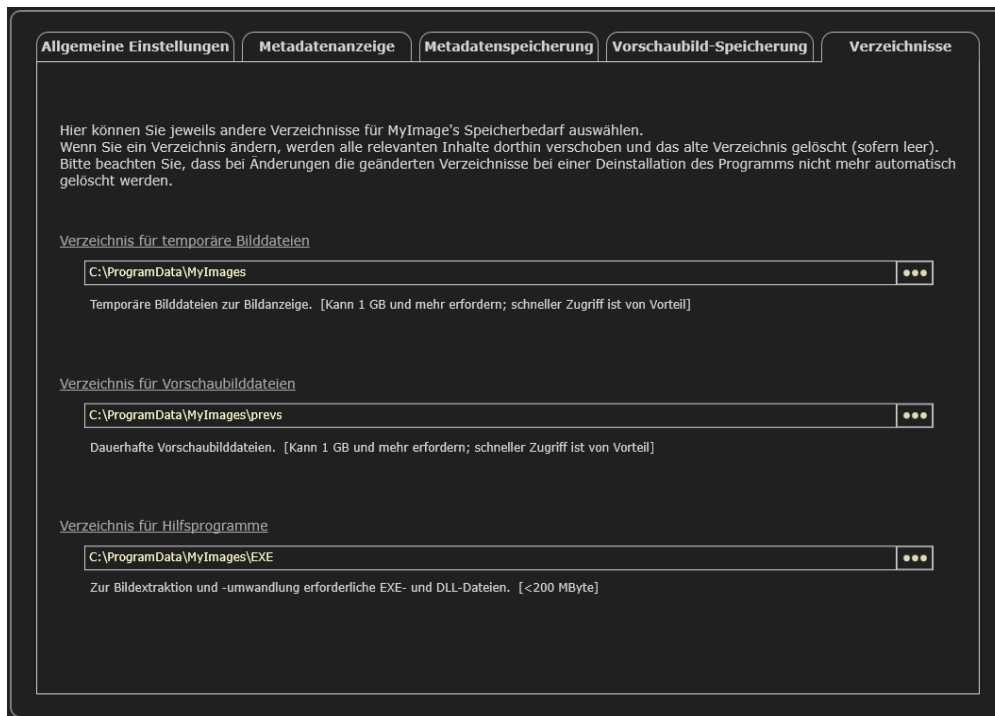 Allgemeine Einstellungen
Metadatenanzeige
Metadatenspeicherung
Vorschaubild-Speicherung
Verzeichnisse
Hier können Sie jeweils andere Verzeichnisse für MyImage's Speicherbedarf auswählen.
Wenn Sie ein Verzeichnis ändern, werden alle relevanten Inhalte dorthin verschoben und das alte Verzeichnis gelöscht (sofern leer).
Bitte beachten Sie, dass bei Änderungen die geänderten Verzeichnisse bei einer Deinstallation des Programms nicht mehr automatisch
gelöscht werden.
Verzeichnis für temporäre Bilddateien
C:\ProgramData\MyImages
Temporäre Bilddateien zur Bildanzeige. [Kann 1 GB und mehr erfordern; schneller Zugriff ist von Vorteil]
Verzeichnis für Vorschaubilddateien
C:\ProgramData\MyImages\prevs
Dauerhafte Vorschaubilddateien. [Kann 1 GB und mehr erfordern; schneller Zugriff ist von Vorteil]
Verzeichnis für Hilfsprogramme
C:\ProgramData\MyImages\EXE
Zur Bildextraktion und -umwandlung erforderliche EXE- und DLL-Dateien. [<200 MByte]